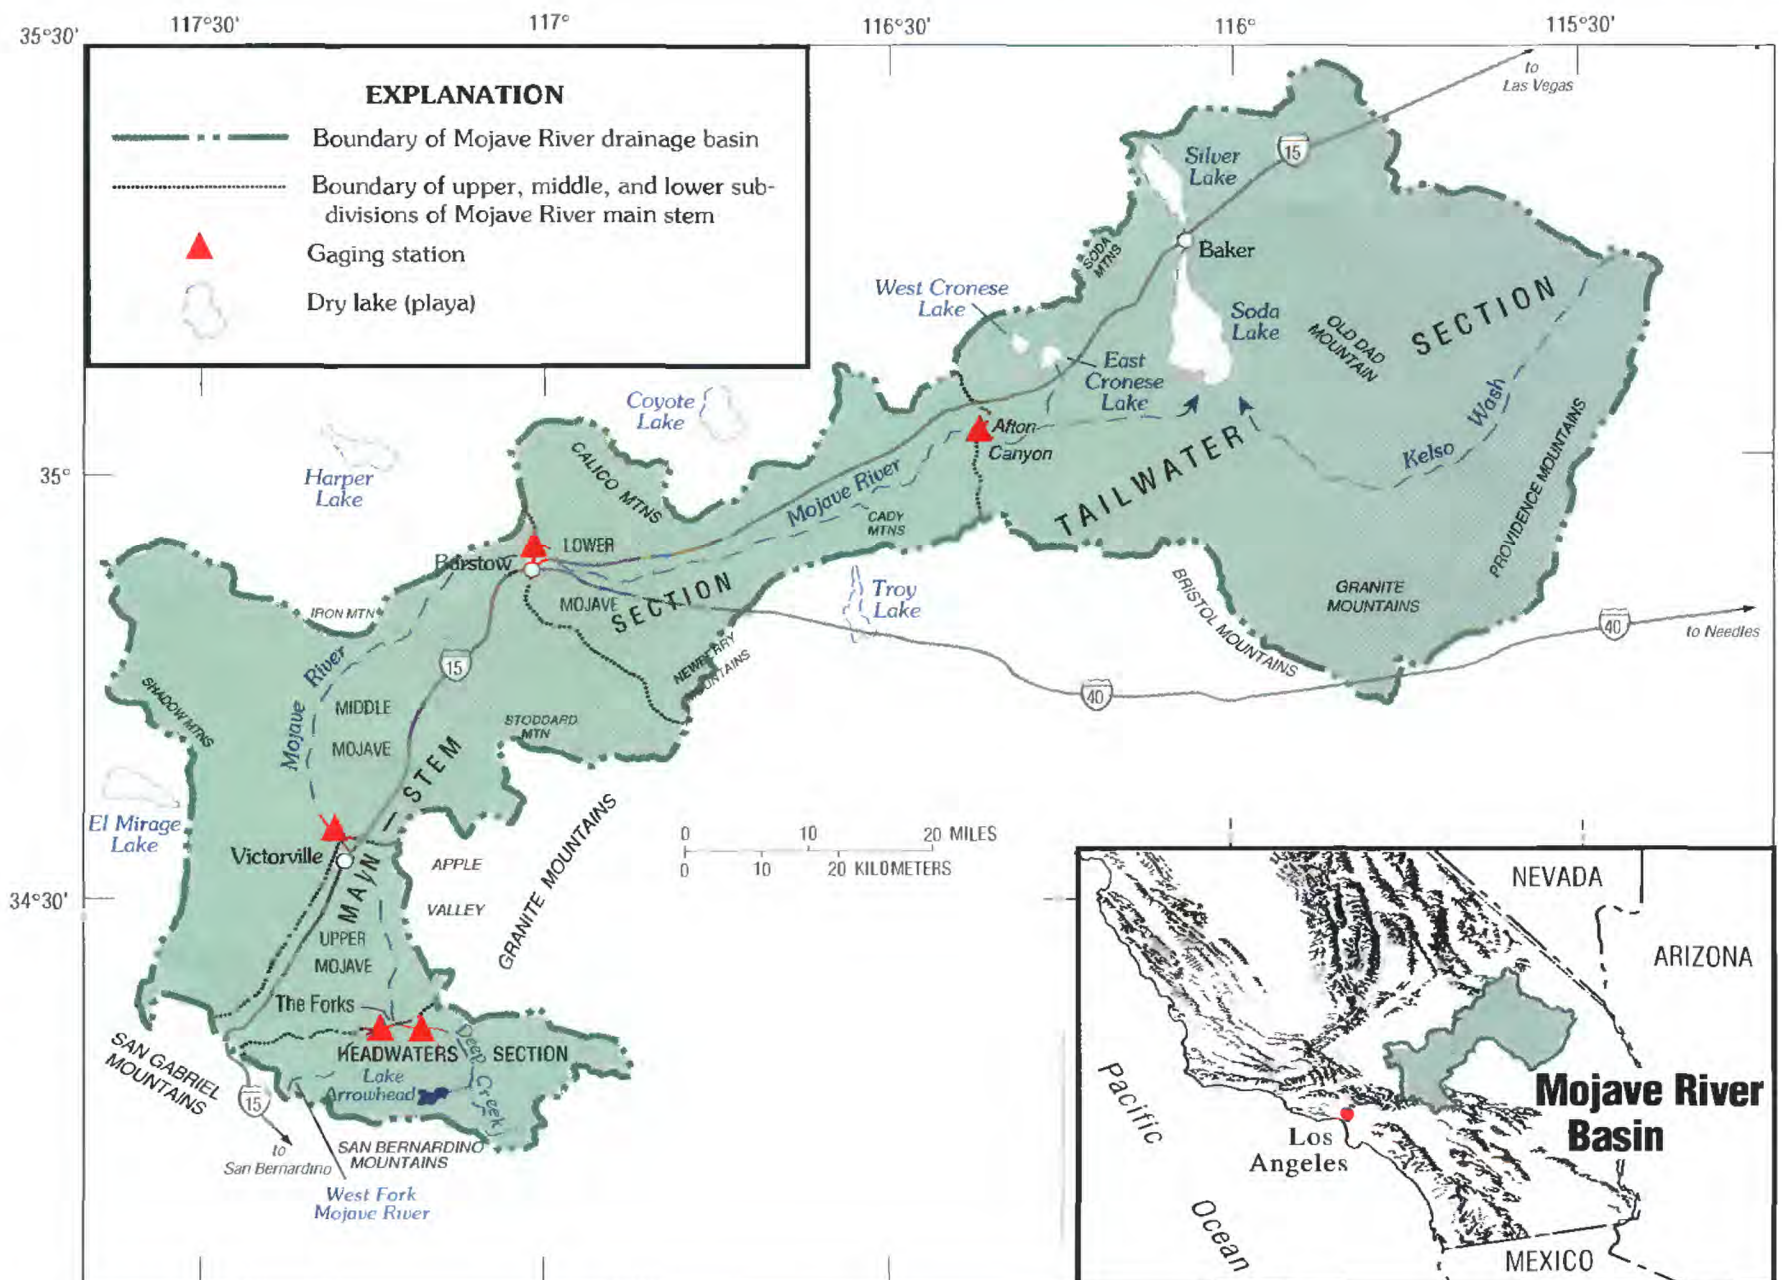 117°30'
117°
116°30'
116°
115°30'
35°30'
EXPLANATION
Boundary of Mojave River drainage basin
Boundary of upper, middle, and lower sub-
divisions of Mojave River main stem
Gaging station
Dry lake (playa)
to
Las Vegas
15
Silver
Lake
Baker
SODA
MTNS
West Cronese
Lake
Soda
Lake
OLD DAD
MOUNTAIN
SECTION
East
Cronese
Lake
Kelso Wash
Coyote
Lake
Afton
Canyon
TAILWATER
PROVIDENCE MOUNTAINS
Harper
Lake
35°
CALICO MTNS
Mojave River
CADY
MTNS
LOWER
Barstow
MOJAVE
SECTION
Troy
Lake
BRISTOL MOUNTAINS
GRANITE
MOUNTAINS
40
to Needles
IRON MTN
15
NEWBERRY
MOUNTAINS
40
SHADOW MTNS
Mojave River
MIDDLE
MOJAVE
STODDARD
MTN
STEM
El Mirage
Lake
Victorville
MAIN
APPLE
VALLEY
GRANITE MOUNTAINS
0 10 20 MILES
0 10 20 KILOMETERS
34°30'
UPPER
MOJAVE
The Forks
HEADWATERS SECTION
Deep Creek
Lake
Arrowhead
SAN GABRIEL
MOUNTAINS
15
to
San Bernardino
SAN BERNARDINO
MOUNTAINS
West Fork
Mojave River
NEVADA
ARIZONA
Mojave River
Basin
Los
Angeles
Pacific
Ocean
MEXICO